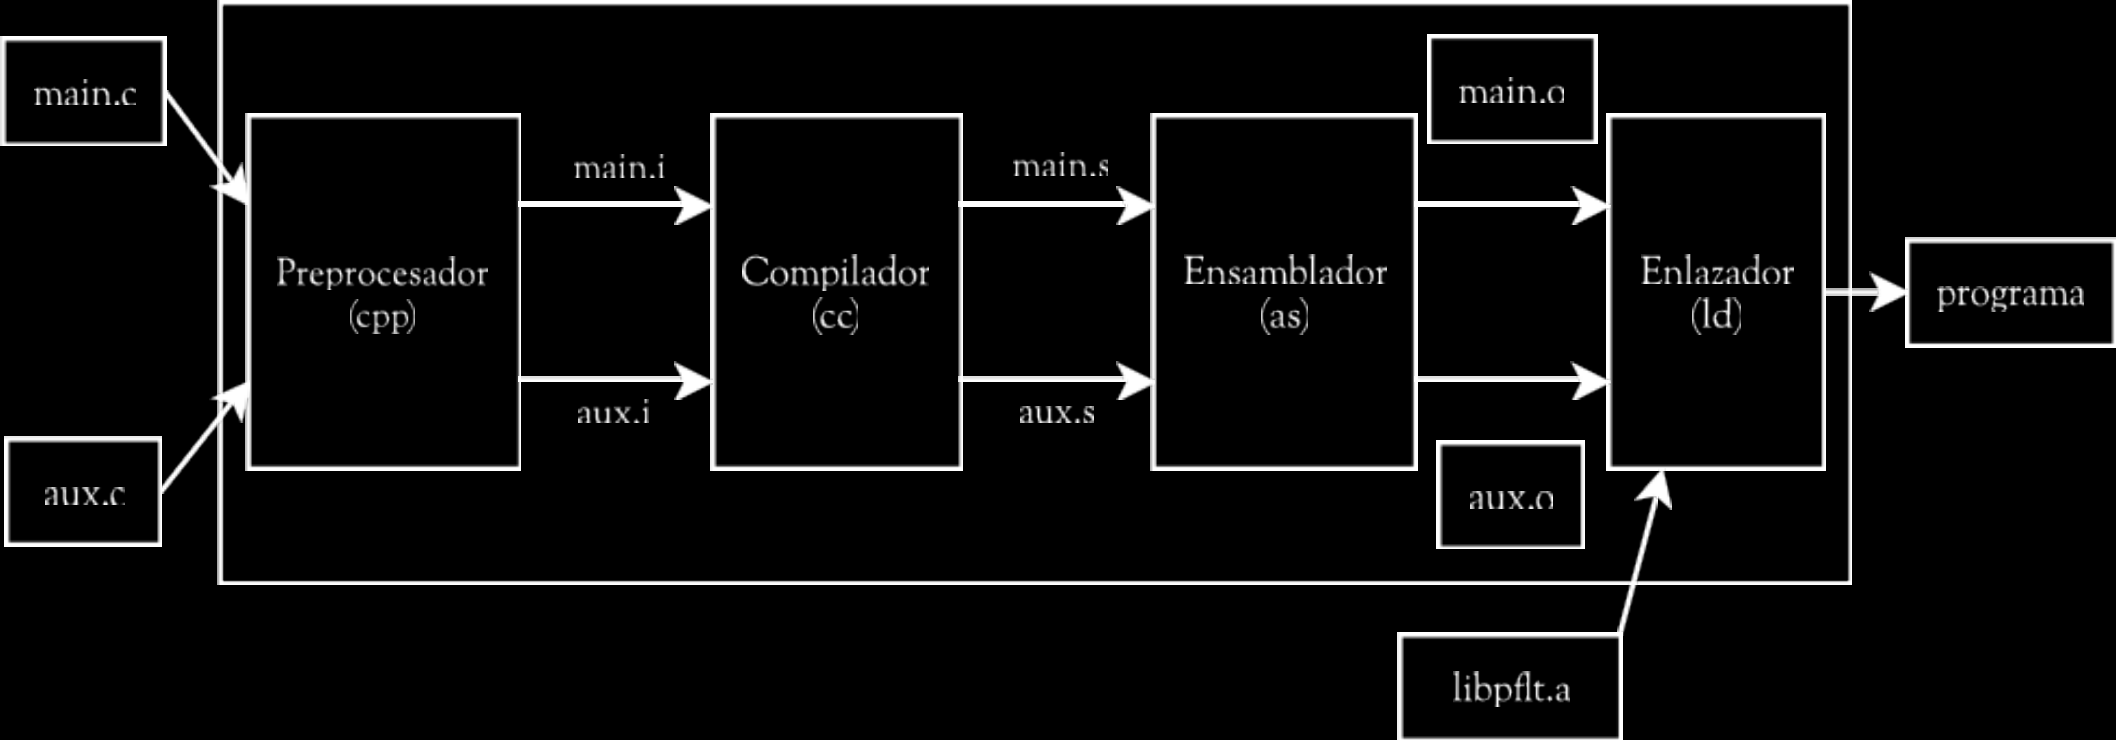 main.c
aux.c
Preprocesador
(cpp)
main.i
aux.i
Compilador
(cc)
main.s
aux.s
Ensamblador
(as)
main.o
aux.o
Enlazador
(ld)
libpflt.a
programa